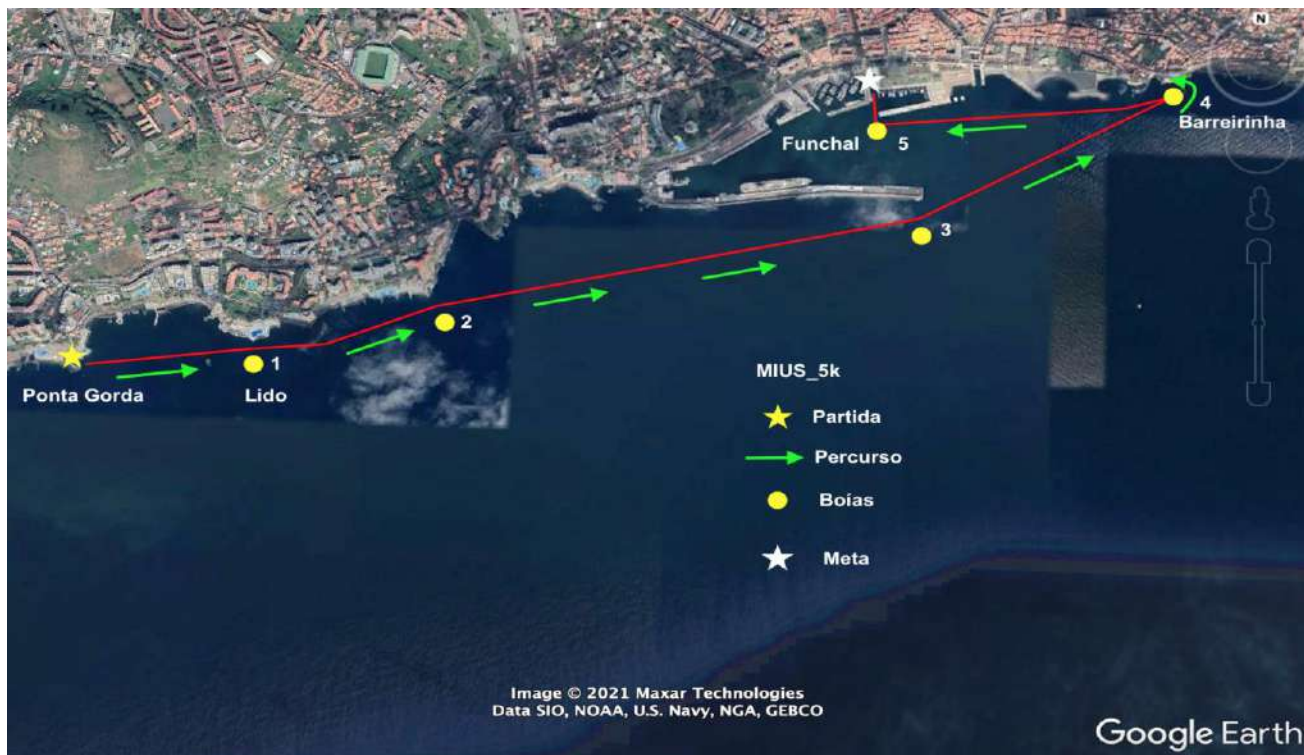 N
4
Barreirinha
Funchal
5
3
2
1
Ponta Gorda
Lido
MIUS_5k
Partida
Percurso
Boías
Meta
Image © 2021 Maxar Technologies
Data SIO, NOAA, U.S. Navy, NGA, GEBCO
Google Earth